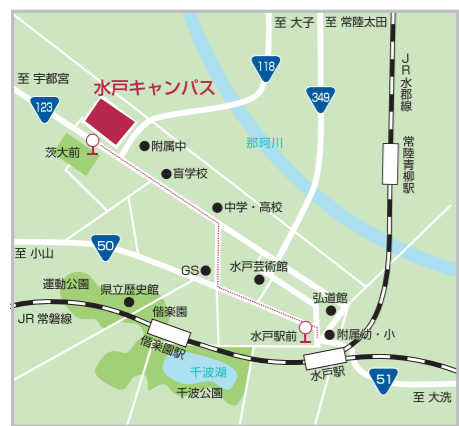 至 大子
至 常陸太田
118
至 宇都宮
水戸キャンパス
349
JR水郡線
123
附属中
那珂川
茨大前
盲学校
常陸青柳駅
中学・高校
50
至 小山
GS
水戸芸術館
運動公園
県立歴史館
弘道館
偕楽園
JR常磐線
水戸駅前
附属幼・小
偕楽園駅
千波湖
水戸駅
51
千波公園
至 大洗